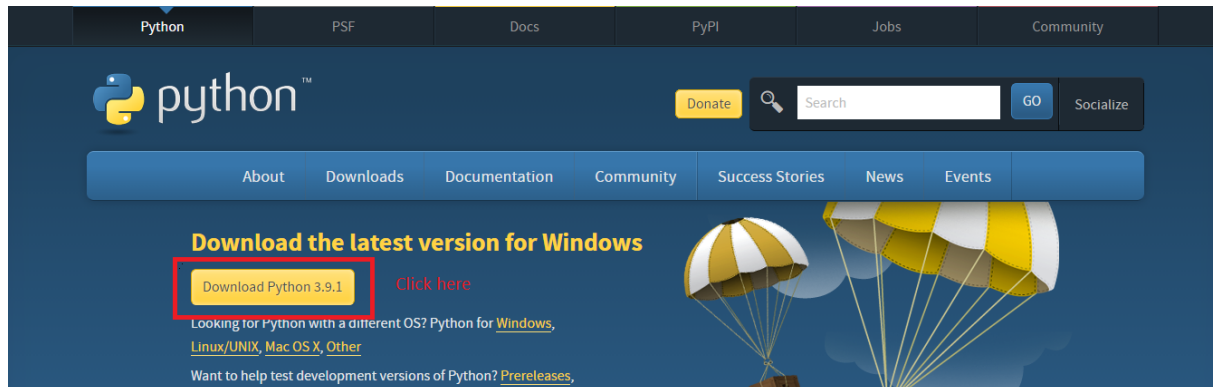 Python PSF Docs PyPI Jobs Community
python™ Donate Search GO Socialize
About Downloads Documentation Community Success Stories News Events
Download the latest version for Windows
Download Python 3.9.1 Click here
Looking for Python with a different OS? Python for Windows,
Linux/UNIX, Mac OS X, Other
Want to help test development versions of Python? Prereleases,